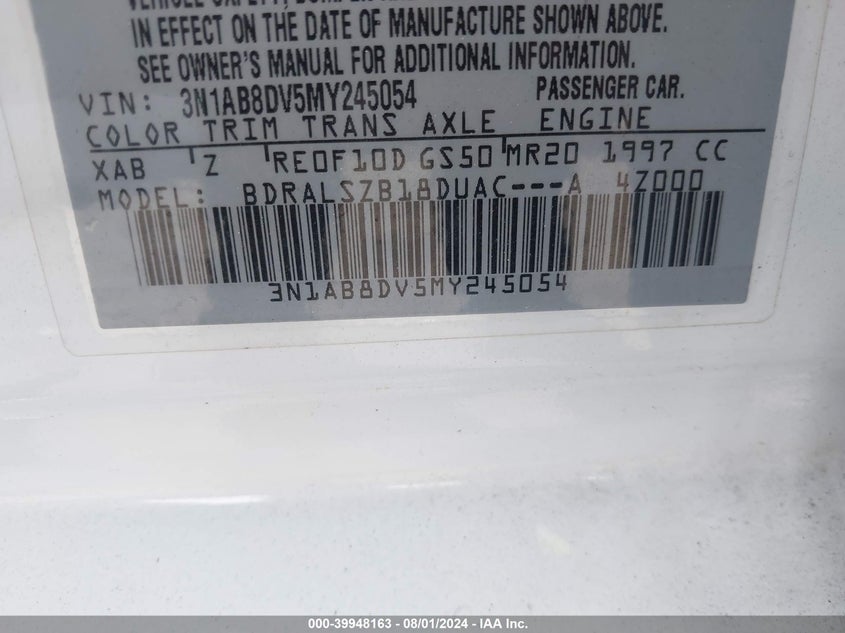 IN EFFECT ON THE DATE OF MANUFACTURE SHOWN ABOVE.
SEE OWNER'S MANUAL FOR ADDITIONAL INFORMATION.
VIN: 3N1AB8DV5MY245054 PASSENGER CAR.
COLOR TRIM TRANS AXLE ENGINE
XAB Z RE0F10D GS50 MR20 1997 CC
MODEL: BDRALSZB18DUAC---A 4Z000
3N1AB8DV5MY245054
000-39948163 - 08/01/2024 - IAA Inc.